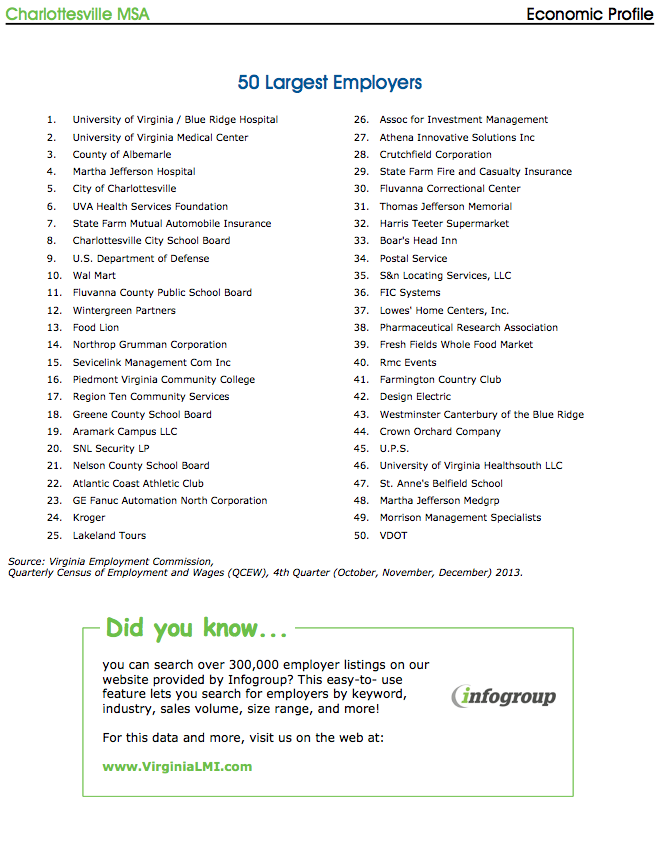 Charlottesville MSA
Economic Profile
50 Largest Employers
1. University of Virginia / Blue Ridge Hospital
2. University of Virginia Medical Center
3. County of Albemarle
4. Martha Jefferson Hospital
5. City of Charlottesville
6. UVA Health Services Foundation
7. State Farm Mutual Automobile Insurance
8. Charlottesville City School Board
9. U.S. Department of Defense
10. Wal Mart
11. Fluvanna County Public School Board
12. Wintergreen Partners
13. Food Lion
14. Northrop Grumman Corporation
15. Sevicelink Management Com Inc
16. Piedmont Virginia Community College
17. Region Ten Community Services
18. Greene County School Board
19. Aramark Campus LLC
20. SNL Security LP
21. Nelson County School Board
22. Atlantic Coast Athletic Club
23. GE Fanuc Automation North Corporation
24. Kroger
25. Lakeland Tours
26. Assoc for Investment Management
27. Athena Innovative Solutions Inc
28. Crutchfield Corporation
29. State Farm Fire and Casualty Insurance
30. Fluvanna Correctional Center
31. Thomas Jefferson Memorial
32. Harris Teeter Supermarket
33. Boar's Head Inn
34. Postal Service
35. S&n Locating Services, LLC
36. FIC Systems
37. Lowes' Home Centers, Inc.
38. Pharmaceutical Research Association
39. Fresh Fields Whole Food Market
40. Rmc Events
41. Farmington Country Club
42. Design Electric
43. Westminster Canterbury of the Blue Ridge
44. Crown Orchard Company
45. U.P.S.
46. University of Virginia Healthsouth LLC
47. St. Anne's Belfield School
48. Martha Jefferson Medgrp
49. Morrison Management Specialists
50. VDOT
Source: Virginia Employment Commission,
Quarterly Census of Employment and Wages (QCEW), 4th Quarter (October, November, December) 2013.
Did you know...
you can search over 300,000 employer listings on our
website provided by Infogroup? This easy-to- use
feature lets you search for employers by keyword,
industry, sales volume, size range, and more!
infogroup
For this data and more, visit us on the web at:
www.VirginiaLMI.com